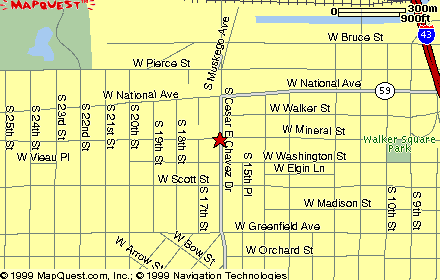 MAPQUEST
300m
900ft
43
W Bruce St
S Muskego Ave
W Pierce St
W National Ave
59
W National Ave
S Cesar E Chavez Dr
W Walker St
W Mineral St
Walker Square
Park
S 25th St
S 24th St
S 23rd St
S 22nd St
S 21st St
S 20th St
S 19th St
S 18th St
W Vieau Pl
W Washington St
W Elgin Ln
S 15th Pl
W Scott St
S 17th St
W Madison St
S 10th St
S 9th St
W Greenfield Ave
W Bow St
W Arrow St
W Orchard St
© 1999 MapQuest.com, Inc.; © 1999 Navigation Technologies